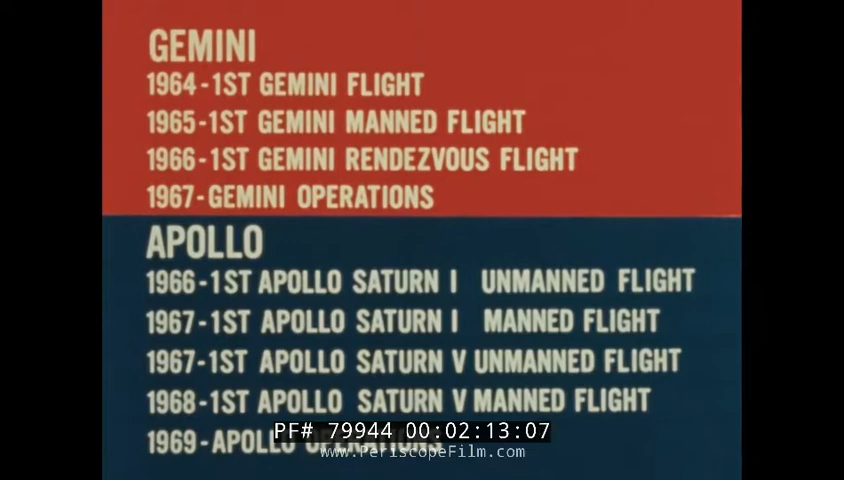 GEMINI
1964-1ST GEMINI FLIGHT
1965-1ST GEMINI MANNED FLIGHT
1966-1ST GEMINI RENDEZVOUS FLIGHT
1967-GEMINI OPERATIONS
APOLLO
1966-1ST APOLLO SATURN I UNMANNED FLIGHT
1967-1ST APOLLO SATURN I MANNED FLIGHT
1967-1ST APOLLO SATURN V UNMANNED FLIGHT
1968-1ST APOLLO SATURN V MANNED FLIGHT
1969-APOLLO OPERATIONS
PF# 79944 00:02:13:07
www.PeriscopeFilm.com